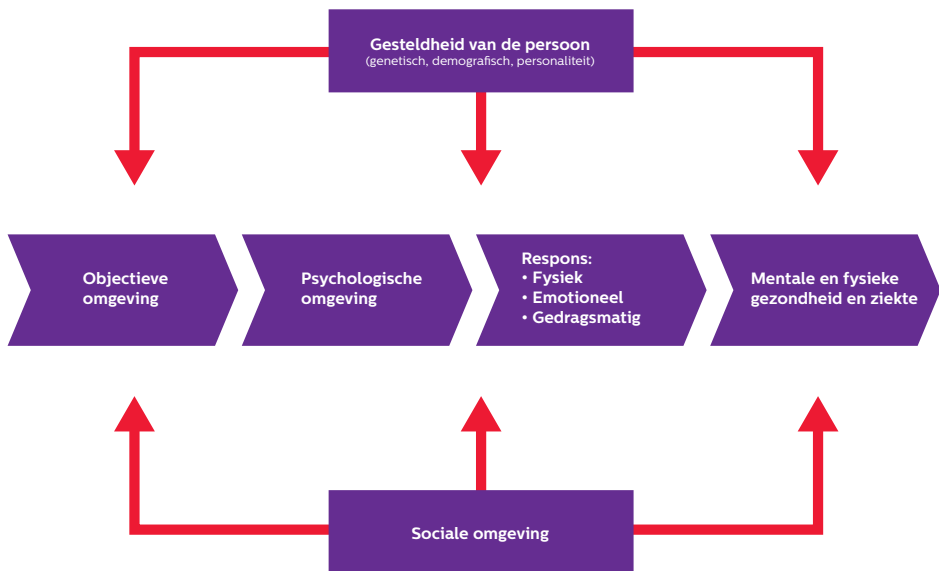 Gesteldheid van de persoon
(genetisch, demografisch, personaliteit)
Objectieve
omgeving
Psychologische
omgeving
Respons:
• Fysiek
• Emotioneel
• Gedragsmatig
Mentale en fysieke
gezondheid en ziekte
Sociale omgeving